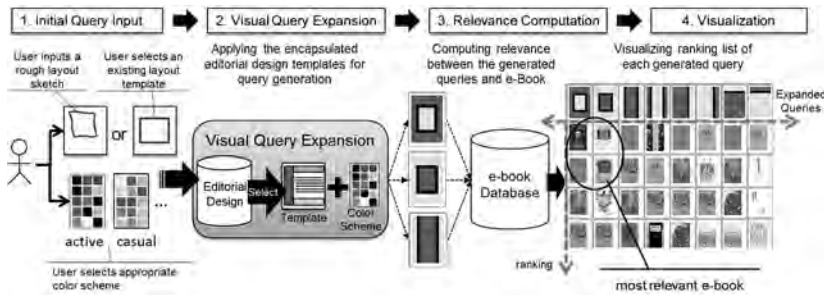 1. Initial Query Input
2. Visual Query Expansion
3. Relevance Computation
4. Visualization
User inputs a
rough layout
sketch
User selects an
existing layout
template
or
active
casual
...
User selects appropriate
color scheme
Applying the encapsulated
editorial design templates for
query generation
Visual Query Expansion
Editorial
Design
Select
Template
Color
Scheme
Computing relevance
between the generated
queries and e-Book
e-book
Database
Visualizing ranking list of
each generated query
Expanded
Queries
ranking
most relevant e-book